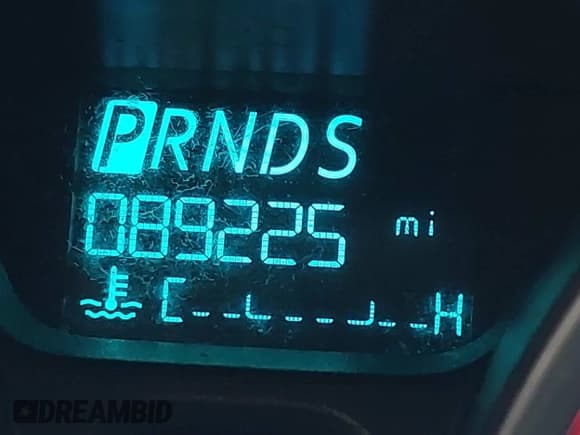 PRNDS
089225 mi
C H
DREAMBID